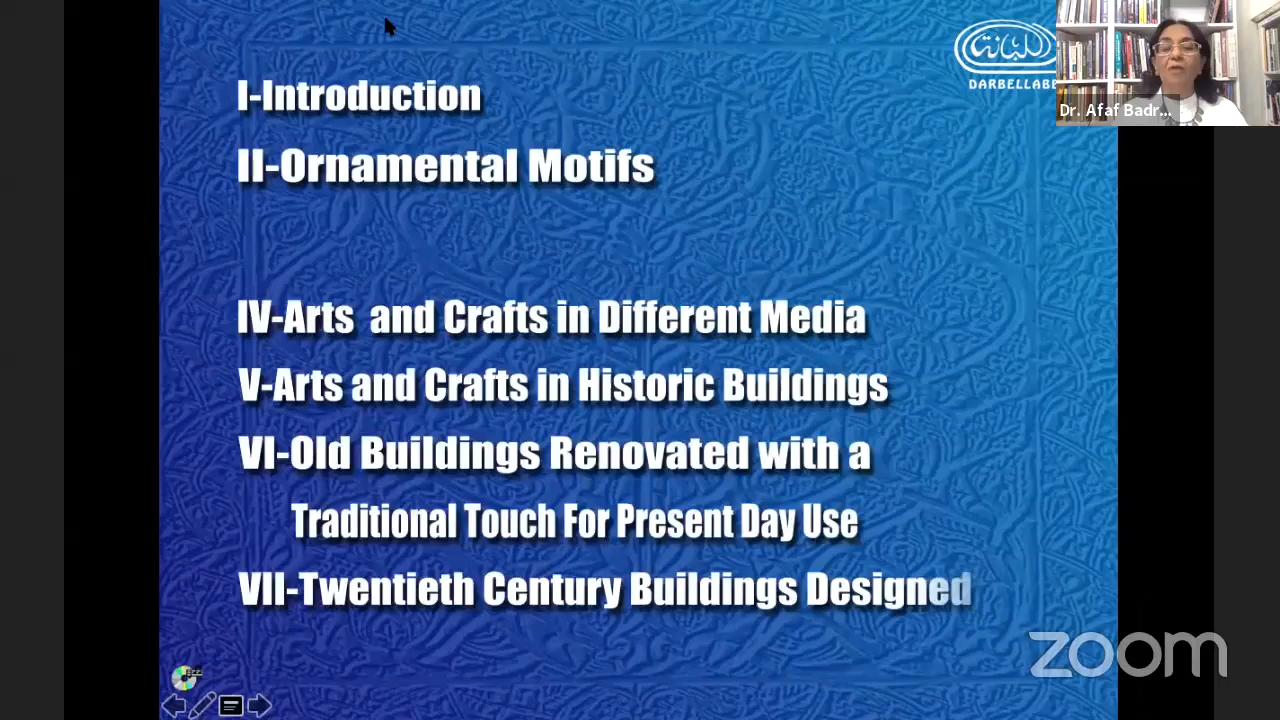 I-Introduction
II-Ornamental Motifs
IV-Arts and Crafts in Different Media
V-Arts and Crafts in Historic Buildings
VI-Old Buildings Renovated with a
Traditional Touch For Present Day Use
VII-Twentieth Century Buildings Designed
DARBELLABE
Dr. Afaf Badr...
zoom